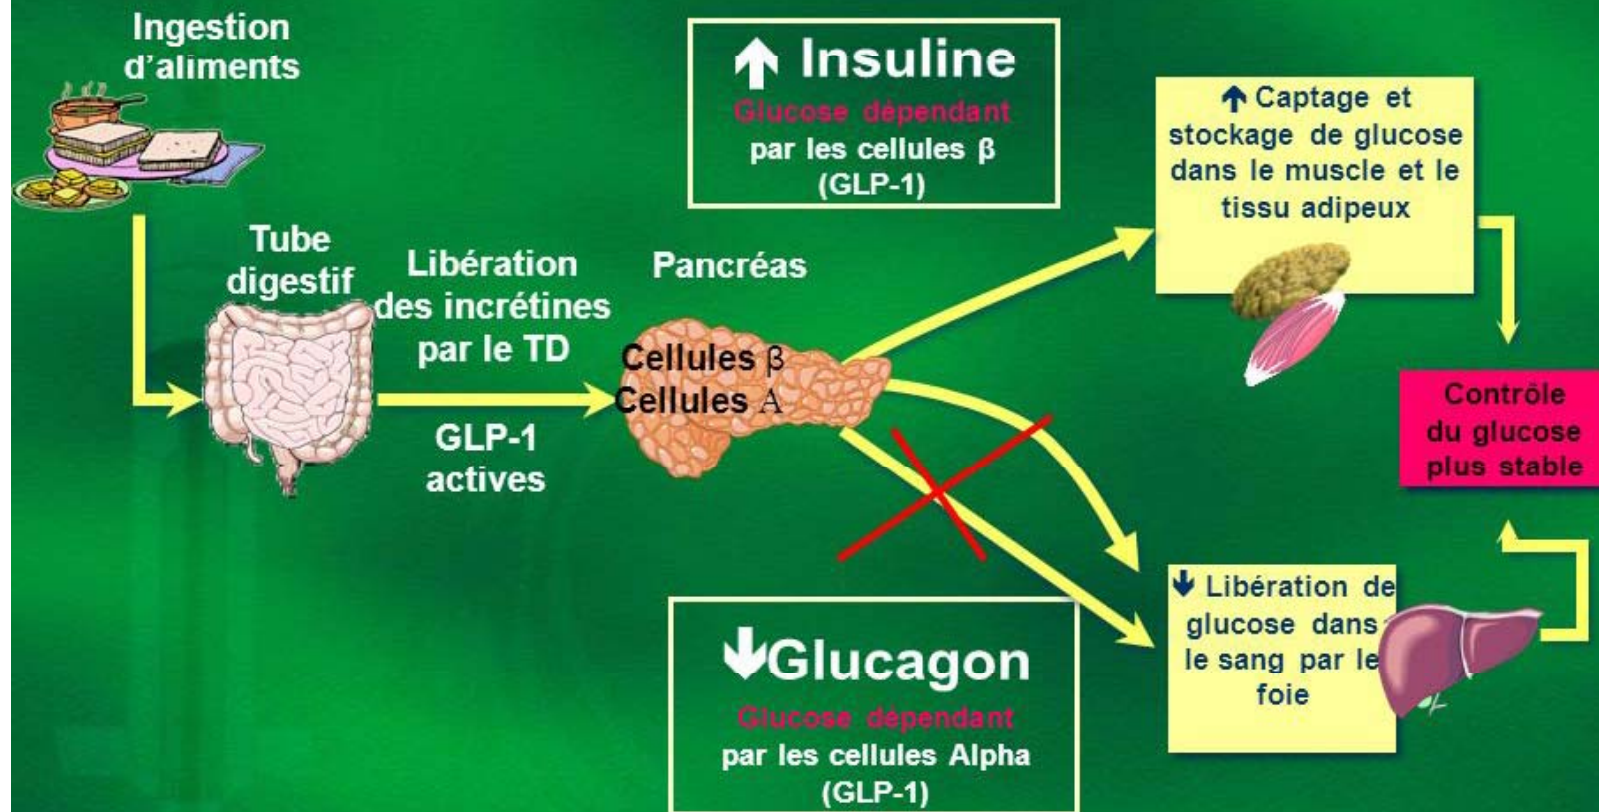 Ingestion
d'aliments
Tube
digestif
Libération
des incrétines
par le TD
GLP-1
actives
Pancréas
Cellules β
Cellules A
↑ Insuline
Glucose dépendant
par les cellules β
(GLP-1)
↑ Captage et
stockage de glucose
dans le muscle et le
tissu adipeux
Contrôle
du glucose
plus stable
↓Glucagon
Glucose dépendant
par les cellules Alpha
(GLP-1)
↓ Libération de
glucose dans
le sang par le
foie